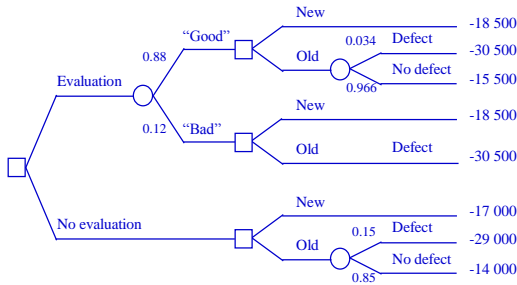 New -18 500
“Good”
0.034 Defect -30 500
0.88 Old
No defect -15 500
Evaluation 0.966
New -18 500
0.12 “Bad”
Old Defect -30 500
New -17 000
No evaluation
0.15 Defect -29 000
Old
No defect -14 000
0.85